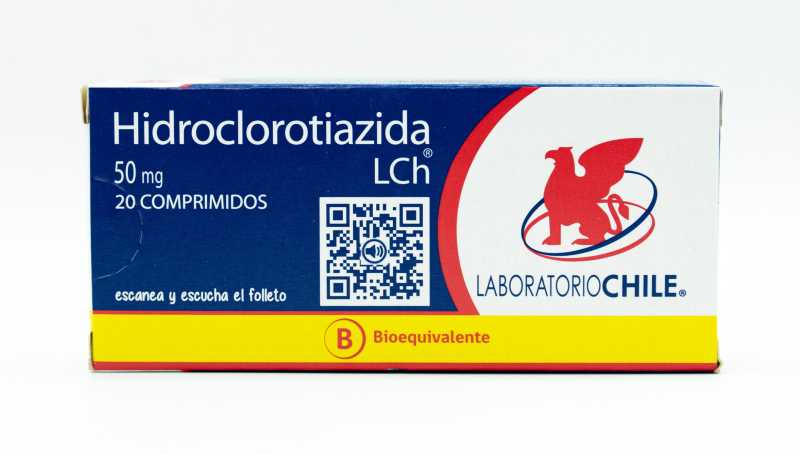 Hidroclorotiazida
LCh®
50 mg
20 COMPRIMIDOS
escanea y escucha el folleto
LABORATORIOCHILE®
B Bioequivalente